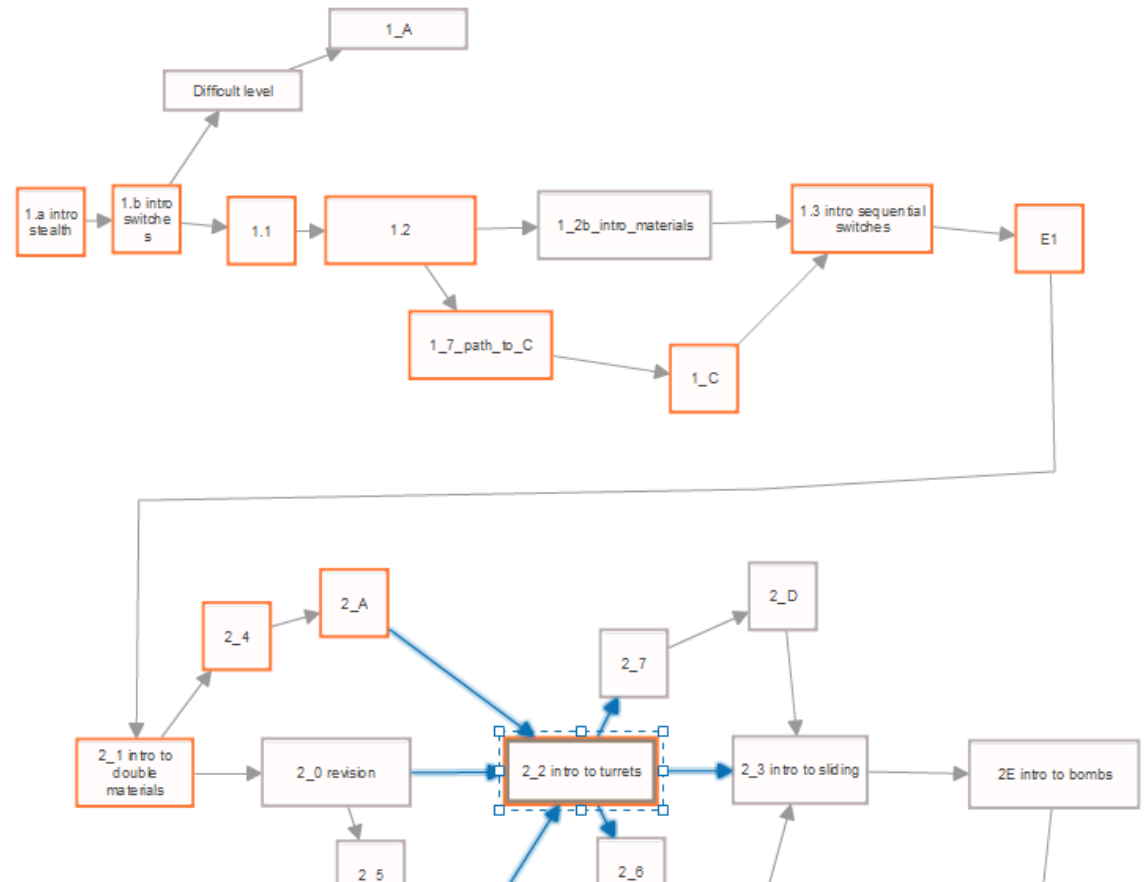 1_A
Difficult level
1.a intro
stealth
1.b intro
switche
s
1.1
1.2
1_2b_intro_materials
1.3 intro sequential
switches
E1
1_7_path_to_C
1_C
2_A
2_D
2_4
2_7
2_1 intro to
double
materials
2_0 revision
2_2 intro to turrets
2_3 intro to sliding
2E intro to bombs
2_5
2_6